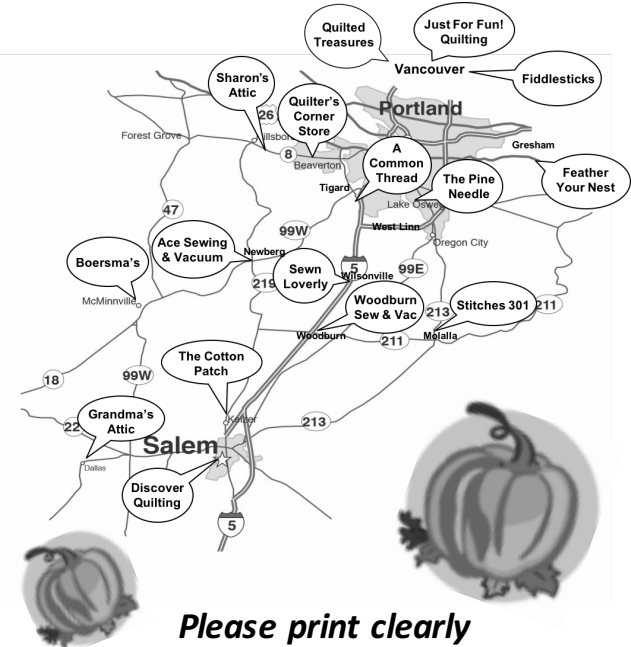 Just For Fun!
Quilting
Quilted
Treasures
Vancouver
Fiddlesticks
Sharon's
Attic
Quilter's
Corner
Store
Portland
26
Forest Grove
Hillsboro
8
Beaverton
A
Common
Thread
Gresham
Feather
Your Nest
Tigard
The Pine
Needle
Lake Oswego
47
99W
West Linn
Oregon City
Ace Sewing
& Vacuum
Newberg
Boersma's
Sewn
Loverly
5
Wilsonville
99E
219
McMinnville
Woodburn
Sew & Vac
Stitches 301
211
213
Woodburn
211
Molalla
The Cotton
Patch
18
99W
Grandma's
Attic
22
Keizer
213
Salem
Dallas
Discover
Quilting
5
Please print clearly